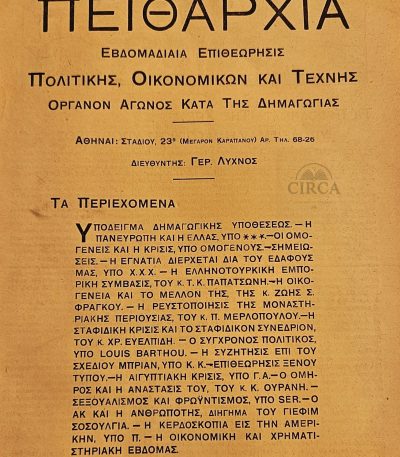 ΠΕΙΘΑΡΧΙΑ
ΕΒΔΟΜΑΔΙΑΙΑ ΕΠΙΘΕΩΡΗΣΙΣ
ΠΟΛΙΤΙΚΗΣ, ΟΙΚΟΝΟΜΙΚΩΝ ΚΑΙ ΤΕΧΝΗΣ
ΟΡΓΑΝΟΝ ΑΓΩΝΟΣ ΚΑΤΑ ΤΗΣ ΔΗΜΑΓΩΓΙΑΣ
ΑΘΗΝΑΙ: ΣΤΑΔΙΟΥ, 23ᴮ (ΜΕΓΑΡΟΝ ΚΑΡΑΠΑΝΟΥ) ΑΡ. ΤΗΛ. 68-26
ΔΙΕΥΘΥΝΤΗΣ: ΓΕΡ. ΛΥΧΝΟΣ
CIRCA
ΤΑ ΠΕΡΙΕΧΟΜΕΝΑ
ΥΠΟΔΕΙΓΜΑ ΔΗΜΑΓΩΓΙΚΗΣ ΥΠΟΘΕΣΕΩΣ.—Η
ΠΑΝΕΥΡΩΠΗ ΚΑΙ Η ΕΛΛΑΣ, ΥΠΟ ***.—ΟΙ ΟΜΟ-
ΓΕΝΕΙΣ ΚΑΙ Η ΚΡΙΣΙΣ, ΥΠΟ ΟΜΟΓΕΝΟΥΣ.—ΣΗΜΕΙΩ-
ΣΕΙΣ.—Η ΕΓΝΑΤΙΑ ΔΙΕΡΧΕΤΑΙ ΔΙΑ ΤΟΥ ΕΔΑΦΟΥΣ
ΜΑΣ, ΥΠΟ Χ.Χ.Χ.—Η ΕΛΛΗΝΟΤΟΥΡΚΙΚΗ ΕΜΠΟΡΙ-
ΚΗ ΣΥΜΒΑΣΙΣ, ΤΟΥ Κ. Τ. Κ. ΠΑΠΑΤΣΩΝΗ.—Η ΟΙΚΟ-
ΓΕΝΕΙΑ ΚΑΙ ΤΟ ΜΕΛΛΟΝ ΤΗΣ, ΤΗΣ Κ. ΖΩΗΣ Σ.
ΦΡΑΓΚΟΥ.—Η ΡΕΥΣΤΟΠΟΙΗΣΙΣ ΤΗΣ ΜΟΝΑΣΤΗ-
ΡΙΑΚΗΣ ΠΕΡΙΟΥΣΙΑΣ, ΤΟΥ Κ. Π. ΜΕΡΛΟΠΟΥΛΟΥ.—Η
ΣΤΑΦΙΔΙΚΗ ΚΡΙΣΙΣ ΚΑΙ ΤΟ ΣΤΑΦΙΔΙΚΟΝ ΣΥΝΕΔΡΙΟΝ,
ΤΟΥ Κ. ΧΡ. ΕΥΕΛΠΙΔΗ.—Ο ΣΥΓΧΡΟΝΟΣ ΠΟΛΙΤΙΚΟΣ,
ΥΠΟ LOUIS BARTHOU.—Η ΣΥΖΗΤΗΣΙΣ ΕΠΙ ΤΟΥ
ΣΧΕΔΙΟΥ ΜΠΡΙΑΝ, ΥΠΟ Κ. Κ.—ΕΠΙΘΕΩΡΗΣΙΣ ΞΕΝΟΥ
ΤΥΠΟΥ.—Η ΑΙΓΥΠΤΙΑΚΗ ΚΡΙΣΙΣ, ΥΠΟ Γ.Α.—Ο ΟΜΗ-
ΡΟΣ ΚΑΙ Η ΑΝΑΣΤΑΣΙΣ ΤΟΥ, ΤΟΥ Κ. Κ. ΟΥΡΑΝΗ.—
ΣΕΞΟΥΑΛΙΣΜΟΣ ΚΑΙ ΦΡΩΫΝΤΙΣΜΟΣ, ΥΠΟ SER.—Ο
ΑΚ ΚΑΙ Η ΑΝΘΡΩΠΟΤΗΣ, ΔΙΗΓΗΜΑ ΤΟΥ ΓΙΕΦΙΜ
ΣΟΣΟΥΛΓΙΑ.—Η ΚΕΡΔΟΣΚΟΠΙΑ ΕΙΣ ΤΗΝ ΑΜΕΡΙ-
ΚΗΝ, ΥΠΟ Π.—Η ΟΙΚΟΝΟΜΙΚΗ ΚΑΙ ΧΡΗΜΑΤΙ-
ΣΤΗΡΙΑΚΗ ΕΒΔΟΜΑΣ.